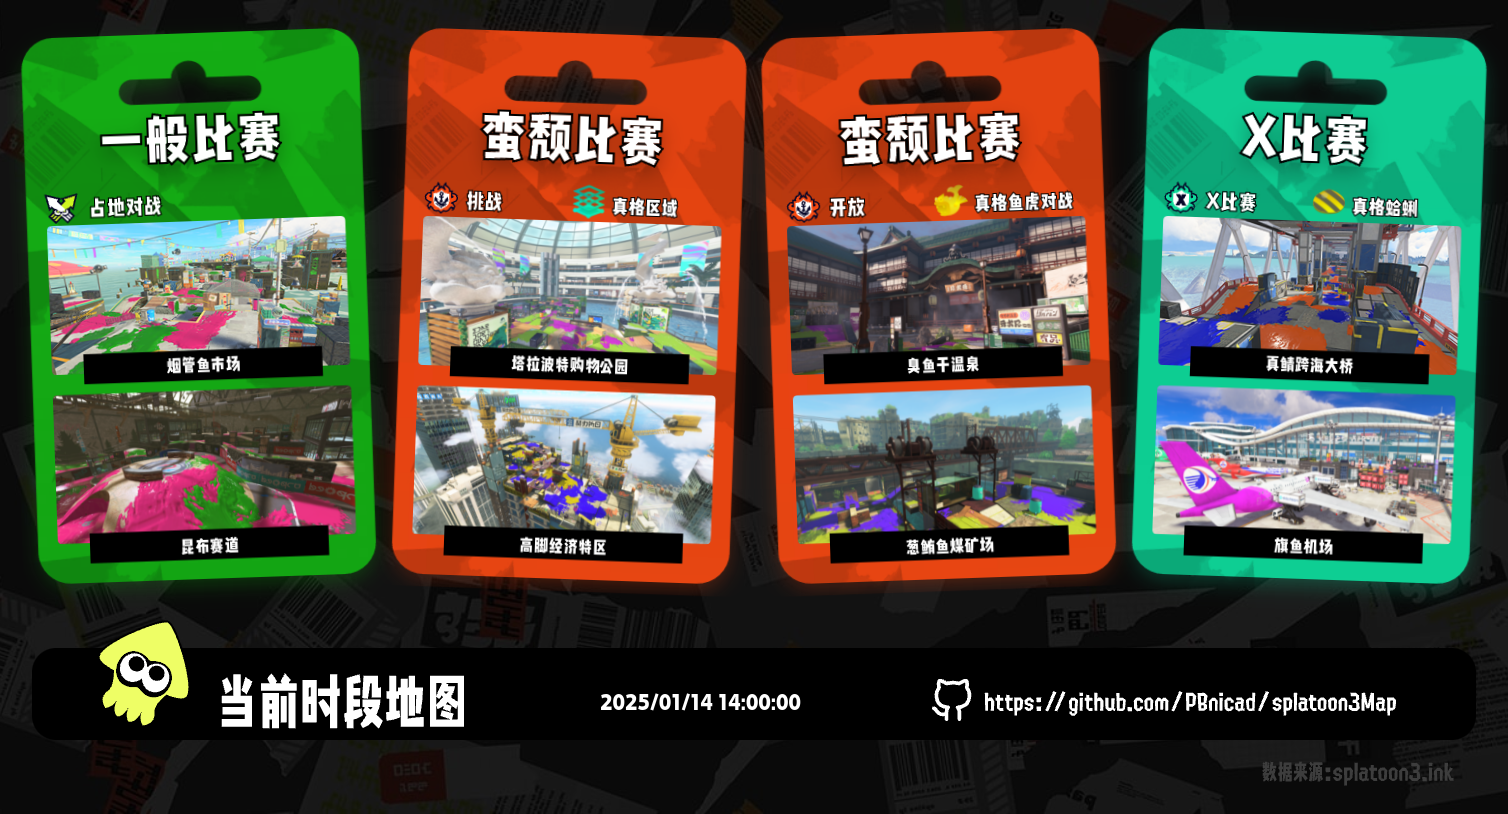 一般比赛
占地对战
烟管鱼市场
昆布赛道
蛮颓比赛
挑战
真格区域
塔拉波特购物公园
高脚经济特区
蛮颓比赛
开放
真格鱼虎对战
臭鱼干温泉
葱鲔鱼煤矿场
X比赛
X比赛
真格蛤蜊
真鲭跨海大桥
旗鱼机场
当前时段地图
2025/01/14 14:00:00
https://github.com/PBnicad/splatoon3Map
数据来源:splatoon3.ink